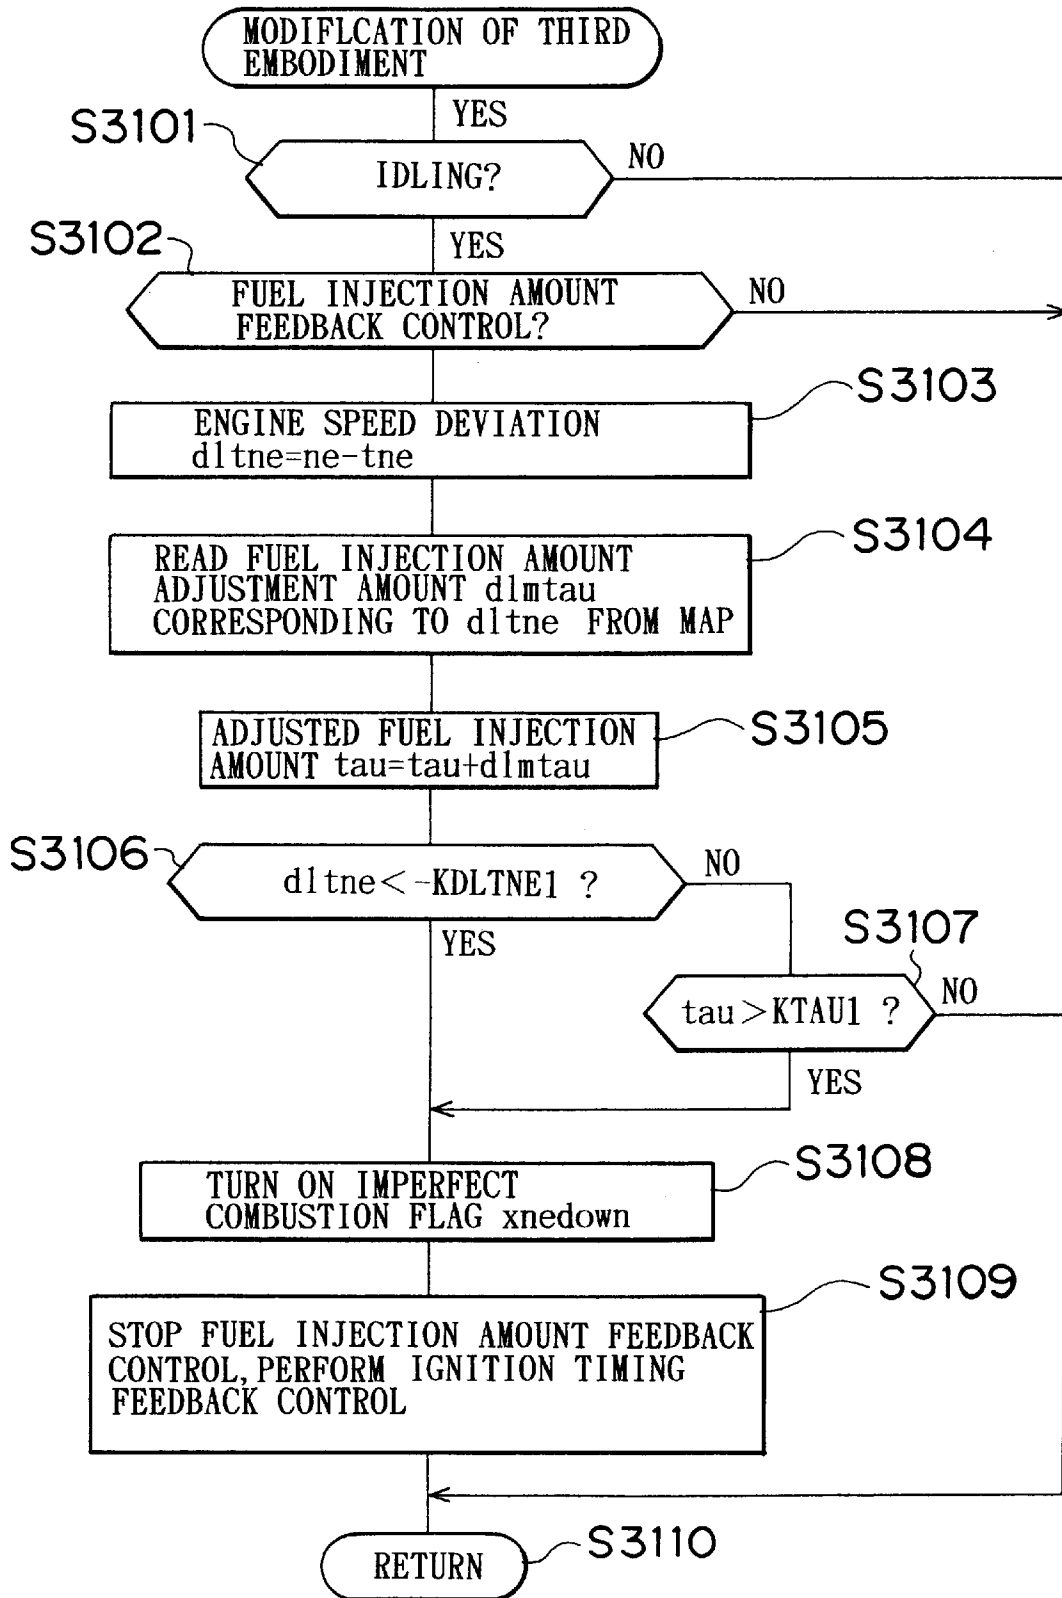 MODIFLCATION OF THIRD
EMBODIMENT
YES
S3101
IDLING?
NO
YES
S3102
FUEL INJECTION AMOUNT
FEEDBACK CONTROL?
NO
S3103
ENGINE SPEED DEVIATION
dltne=ne-tne
S3104
READ FUEL INJECTION AMOUNT
ADJUSTMENT AMOUNT dlmtau
CORRESPONDING TO dltne FROM MAP
S3105
ADJUSTED FUEL INJECTION
AMOUNT tau=tau+dlmtau
S3106
dltne<-KDLTNE1 ?
NO
YES
S3107
tau>KTAU1 ?
NO
YES
S3108
TURN ON IMPERFECT
COMBUSTION FLAG xnedown
S3109
STOP FUEL INJECTION AMOUNT FEEDBACK
CONTROL,PERFORM IGNITION TIMING
FEEDBACK CONTROL
RETURN
S3110